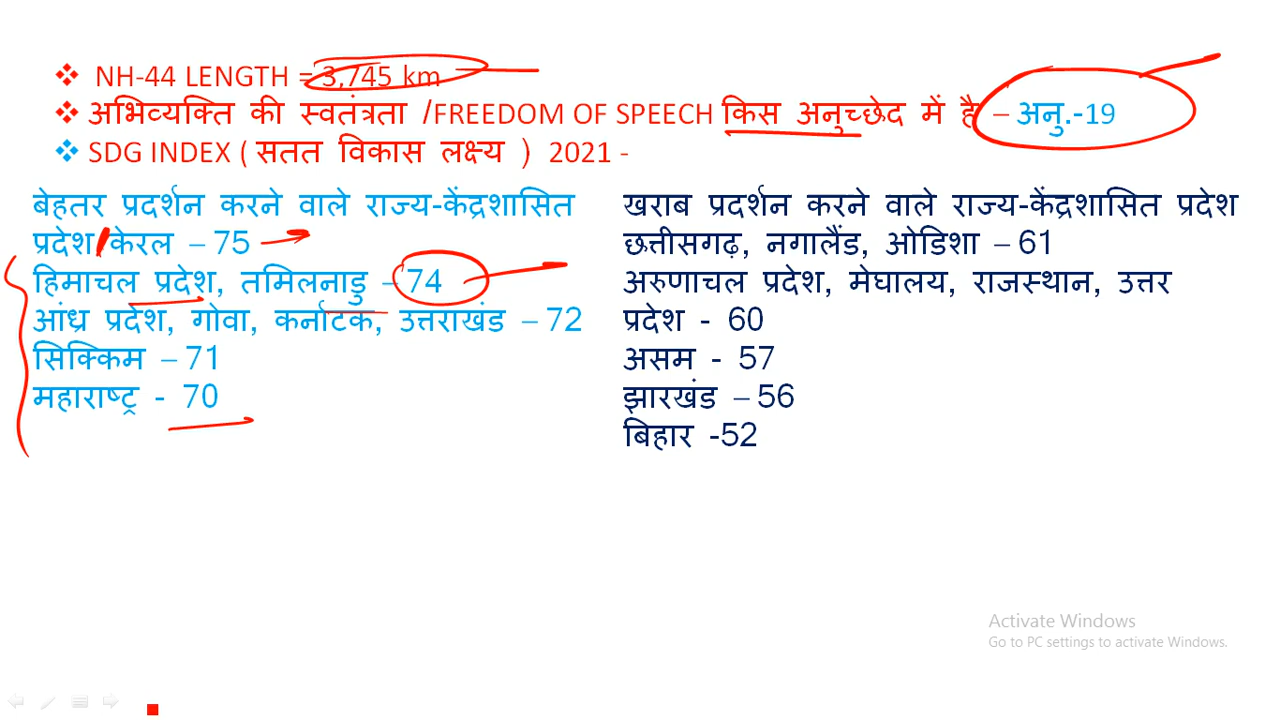 ❖ NH-44 LENGTH = 3,745 km
❖ अभिव्यक्ति की स्वतंत्रता /FREEDOM OF SPEECH किस अनुच्छेद में है – अनु.-19
❖ SDG INDEX ( सतत विकास लक्ष्य ) 2021 -
बेहतर प्रदर्शन करने वाले राज्य-केंद्रशासित
प्रदेश केरल – 75
हिमाचल प्रदेश, तमिलनाडु – 74
आंध्र प्रदेश, गोवा, कर्नाटक, उत्तराखंड – 72
सिक्किम – 71
महाराष्ट्र - 70
खराब प्रदर्शन करने वाले राज्य-केंद्रशासित प्रदेश
छत्तीसगढ़, नगालैंड, ओडिशा – 61
अरुणाचल प्रदेश, मेघालय, राजस्थान, उत्तर
प्रदेश - 60
असम - 57
झारखंड – 56
बिहार -52
Activate Windows
Go to PC settings to activate Windows.